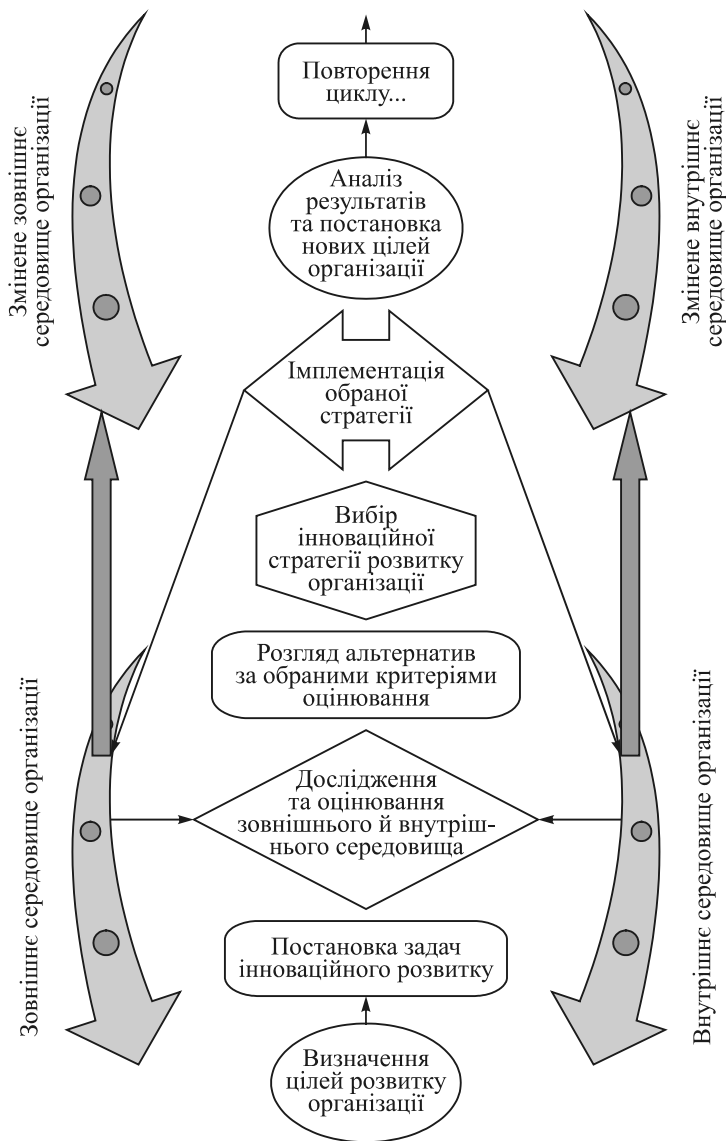 Повторення
циклу...
Аналіз
результатів
та постановка
нових цілей
організації
Змінене зовнішнє
середовище організації
Змінене внутрішнє
середовище організації
Імплементація
обраної
стратегії
Вибір
інноваційної
стратегії розвитку
організації
Розгляд альтернатив
за обраними критеріями
оцінювання
Зовнішнє середовище організації
Внутрішнє середовище організації
Дослідження
та оцінювання
зовнішнього й внутріш-
нього середовища
Постановка задач
інноваційного розвитку
Визначення
цілей розвитку
організації